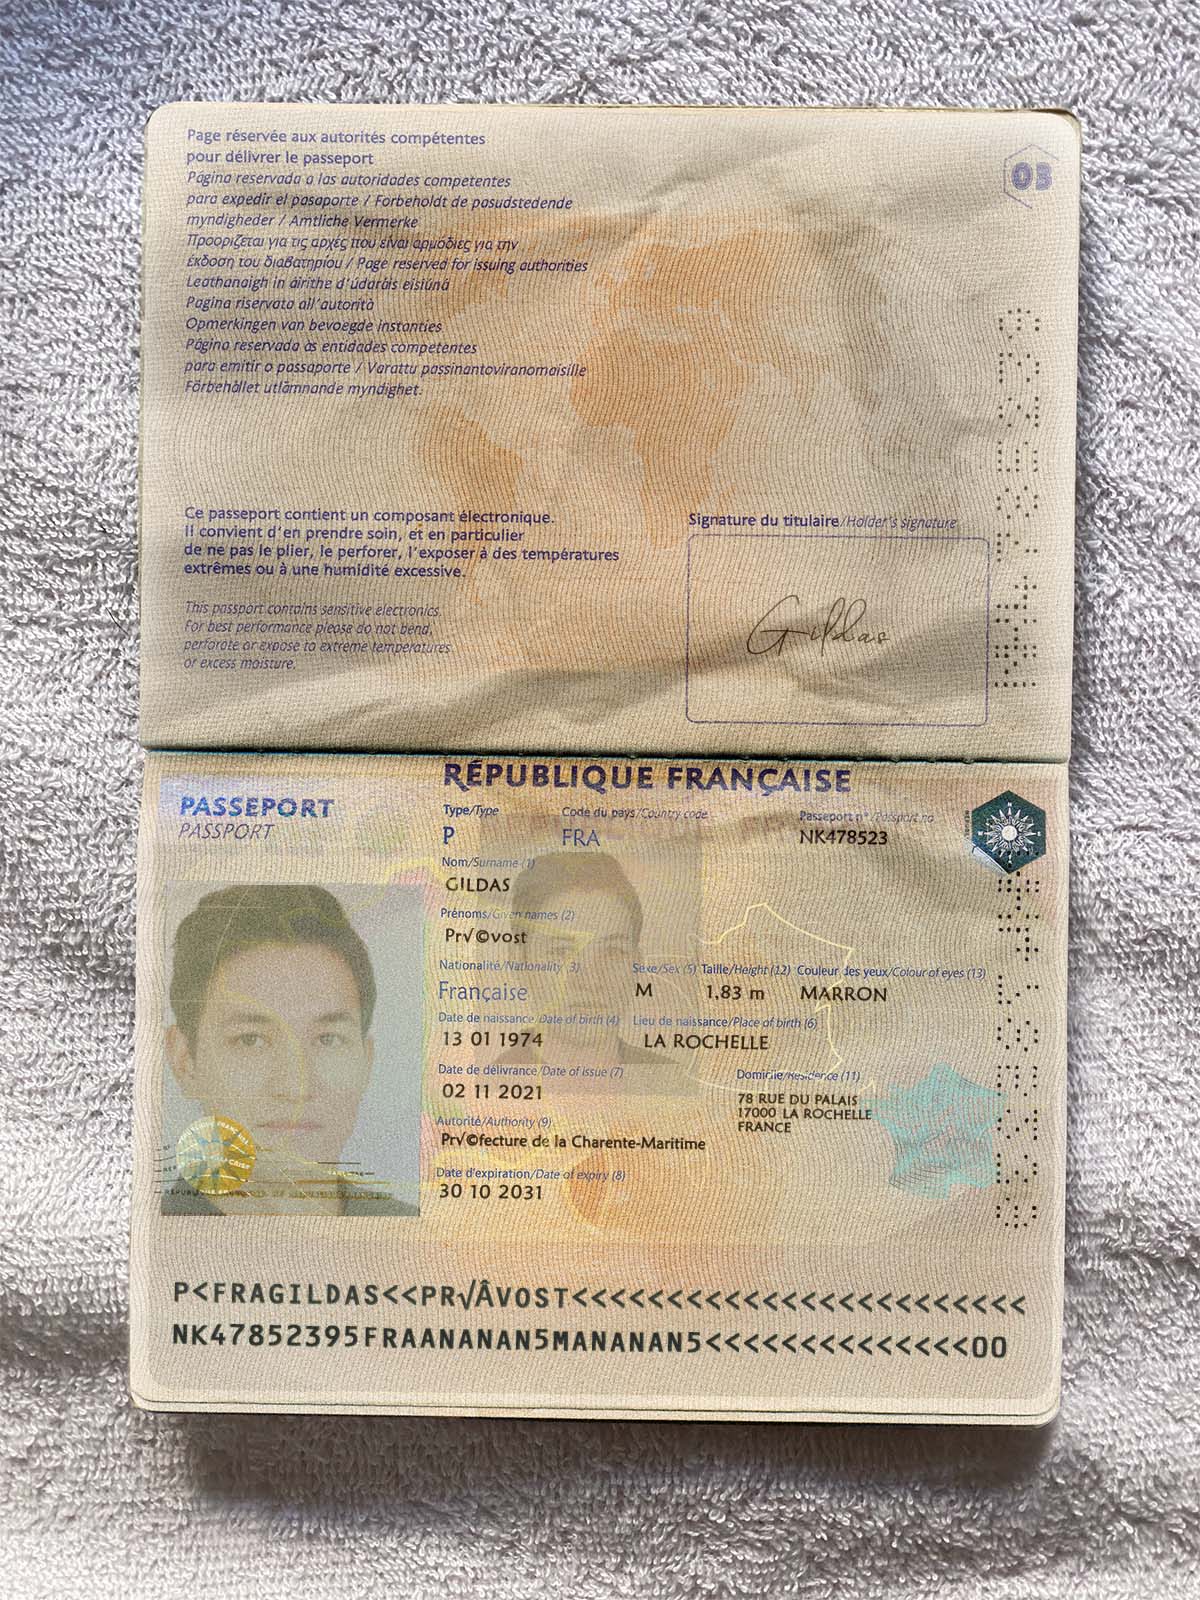 Page réservée aux autorités compétentes
pour délivrer le passeport
03
Pagina reservada a las autoridades competentes
para expedir el pasaporte / Forbeholdt de pasudstedende
myndigheder / Amtliche Vermerke
Προορίζεται για τις αρχές που είναι αρμόδιες για την
έκδοση του διαβατηρίου / Page reserved for issuing authorities
Leathanaigh in áirithe d'údaráis eisiúná
Pagina riservata all'autorità
Opmerkingen van bevoegde instanties
Página reservada às entidades competentes
para emitir o passaporte / Varattu passinantoviranomaisille
Förbehållet utlämnande myndighet.
Ce passeport contient un composant électronique.
Il convient d'en prendre soin, et en particulier
de ne pas le plier, le perforer, l'exposer à des températures
extrêmes ou à une humidité excessive.
Signature du titulaire/Holder's signature
Gildas
This passport contains sensitive electronics.
For best performance please do not bend,
perforate or expose to extreme temperatures
or excess moisture.
RÉPUBLIQUE FRANÇAISE
PASSEPORT
PASSPORT
Type/Type Code du pays/Country code Passeport n°/Passport no
P FRA NK478523
Nom/Surname (1)
GILDAS
Prénoms/Given names (2)
Pr√©vost
Nationalité/Nationality (3) Sexe/Sex (5) Taille/Height (12) Couleur des yeux/Colour of eyes (13)
Française M 1,83 m MARRON
Date de naissance/Date of birth (4) Lieu de naissance/Place of birth (6)
13 01 1974 LA ROCHELLE
Date de délivrance/Date of issue (7) Domicile/Residence (11)
02 11 2021 78 RUE DU PALAIS
17000 LA ROCHELLE
FRANCE
Autorité/Authority (9)
Pr√©fecture de la Charente-Maritime
Date d'expiration/Date of expiry (8)
30 10 2031
P<FRAGILDAS<<PR√ÂVOST<<<<<<<<<<<<<<<<<<<<<<<<
NK47852395FRAANANAN5MANANAN5<<<<<<<<<<<<<<00